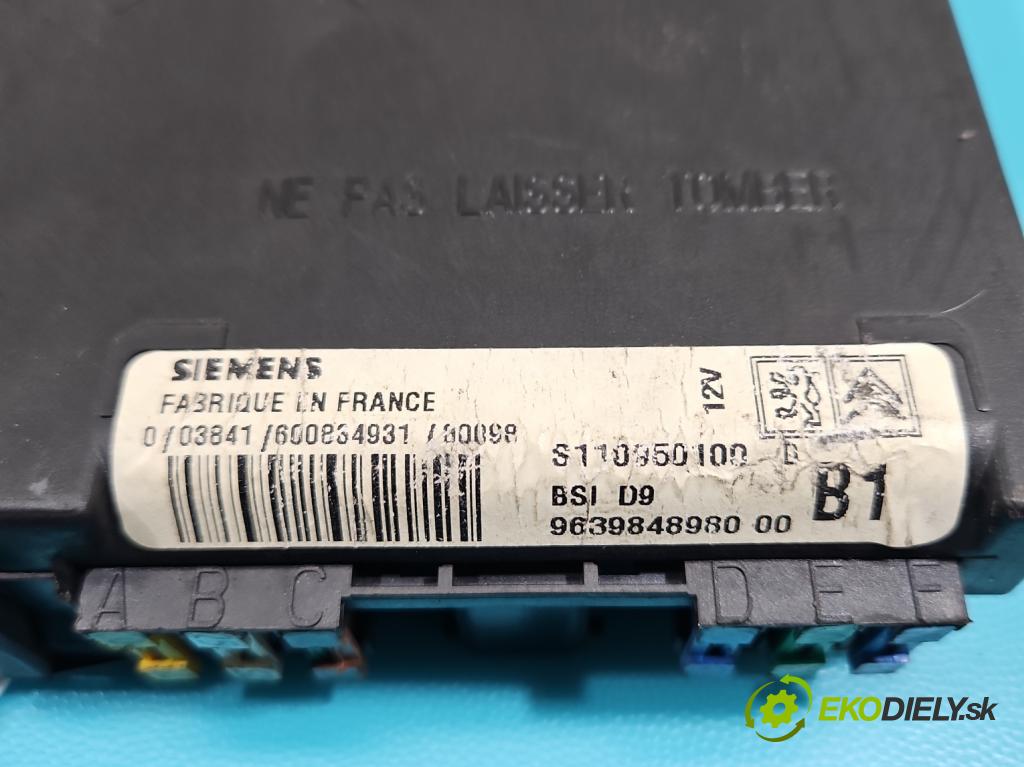 NE PAS LAISSER TOMBER
SIEMENS
FABRIQUE EN FRANCE
0/03841/600834931 /80098
12V
S110950100 B
BSI D9
9639848980 00
B1
A B C D E F
EKODIELY.sk